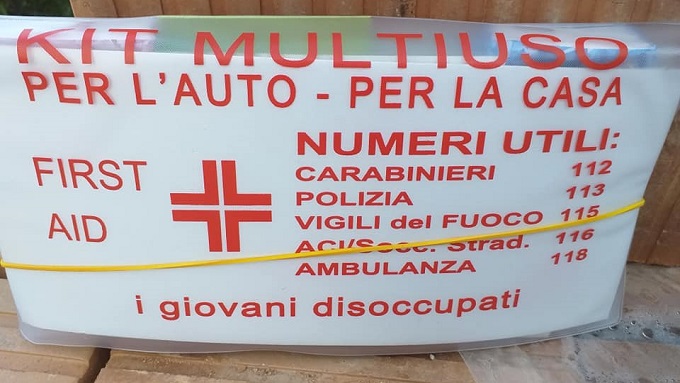 KIT MULTIUSO
PER L'AUTO - PER LA CASA
FIRST
AID
NUMERI UTILI:
CARABINIERI 112
POLIZIA 113
VIGILI del FUOCO 115
ACI/Socc. Strad. 116
AMBULANZA 118
i giovani disoccupati